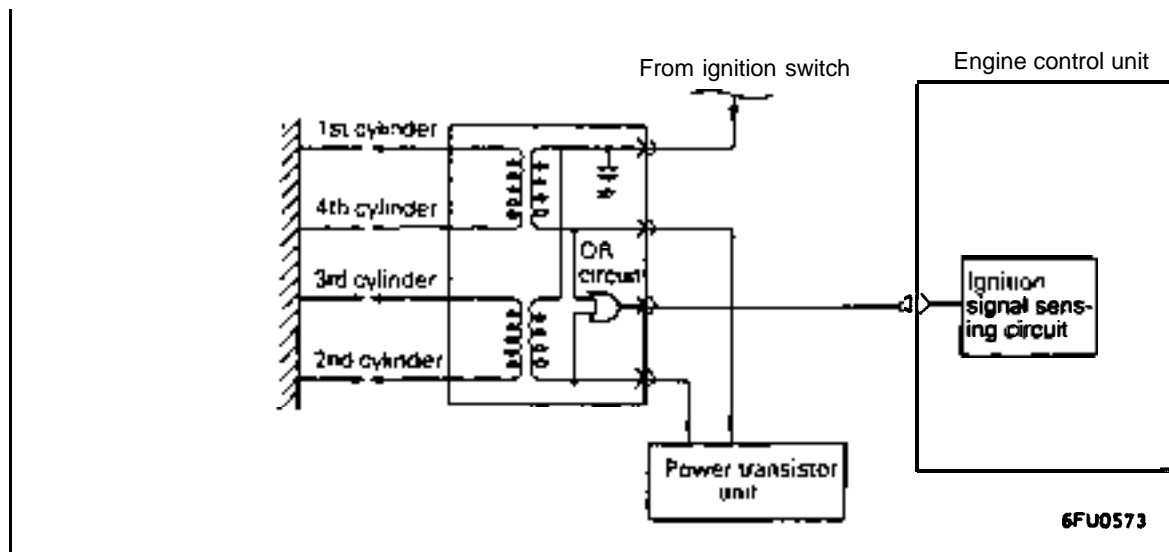 From ignition switch
Engine control unit
1st cylinder
4th cylinder
OR
circuit
3rd cylinder
2nd cylinder
Ignition
signal sens-
ing circuit
Power transistor
unit
6FU0573